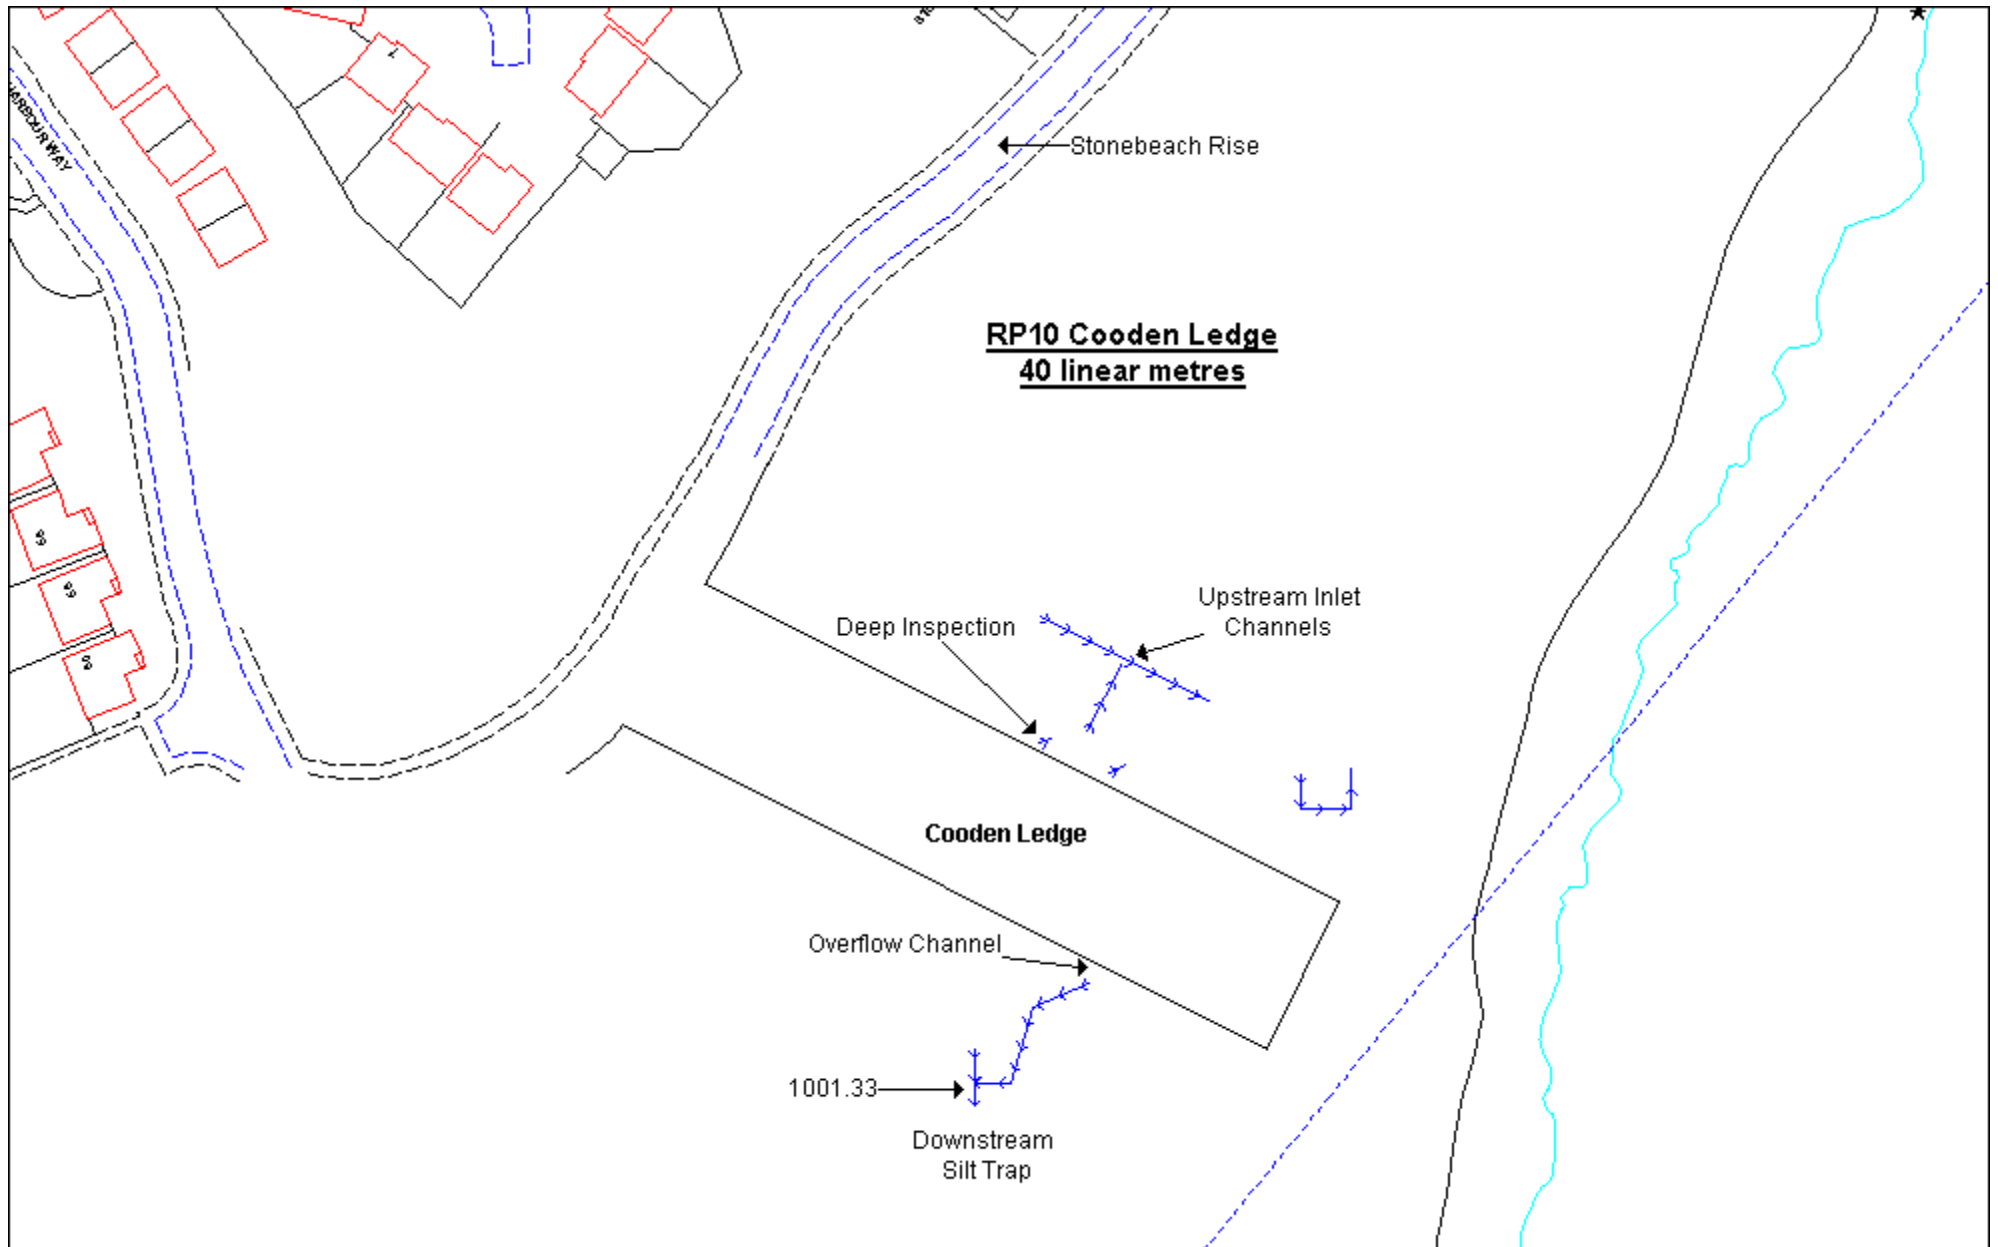 Stonebeach Rise
RP10 Cooden Ledge
40 linear metres
Upstream Inlet
Channels
Deep Inspection
Cooden Ledge
Overflow Channel
1001.33
Downstream
Silt Trap